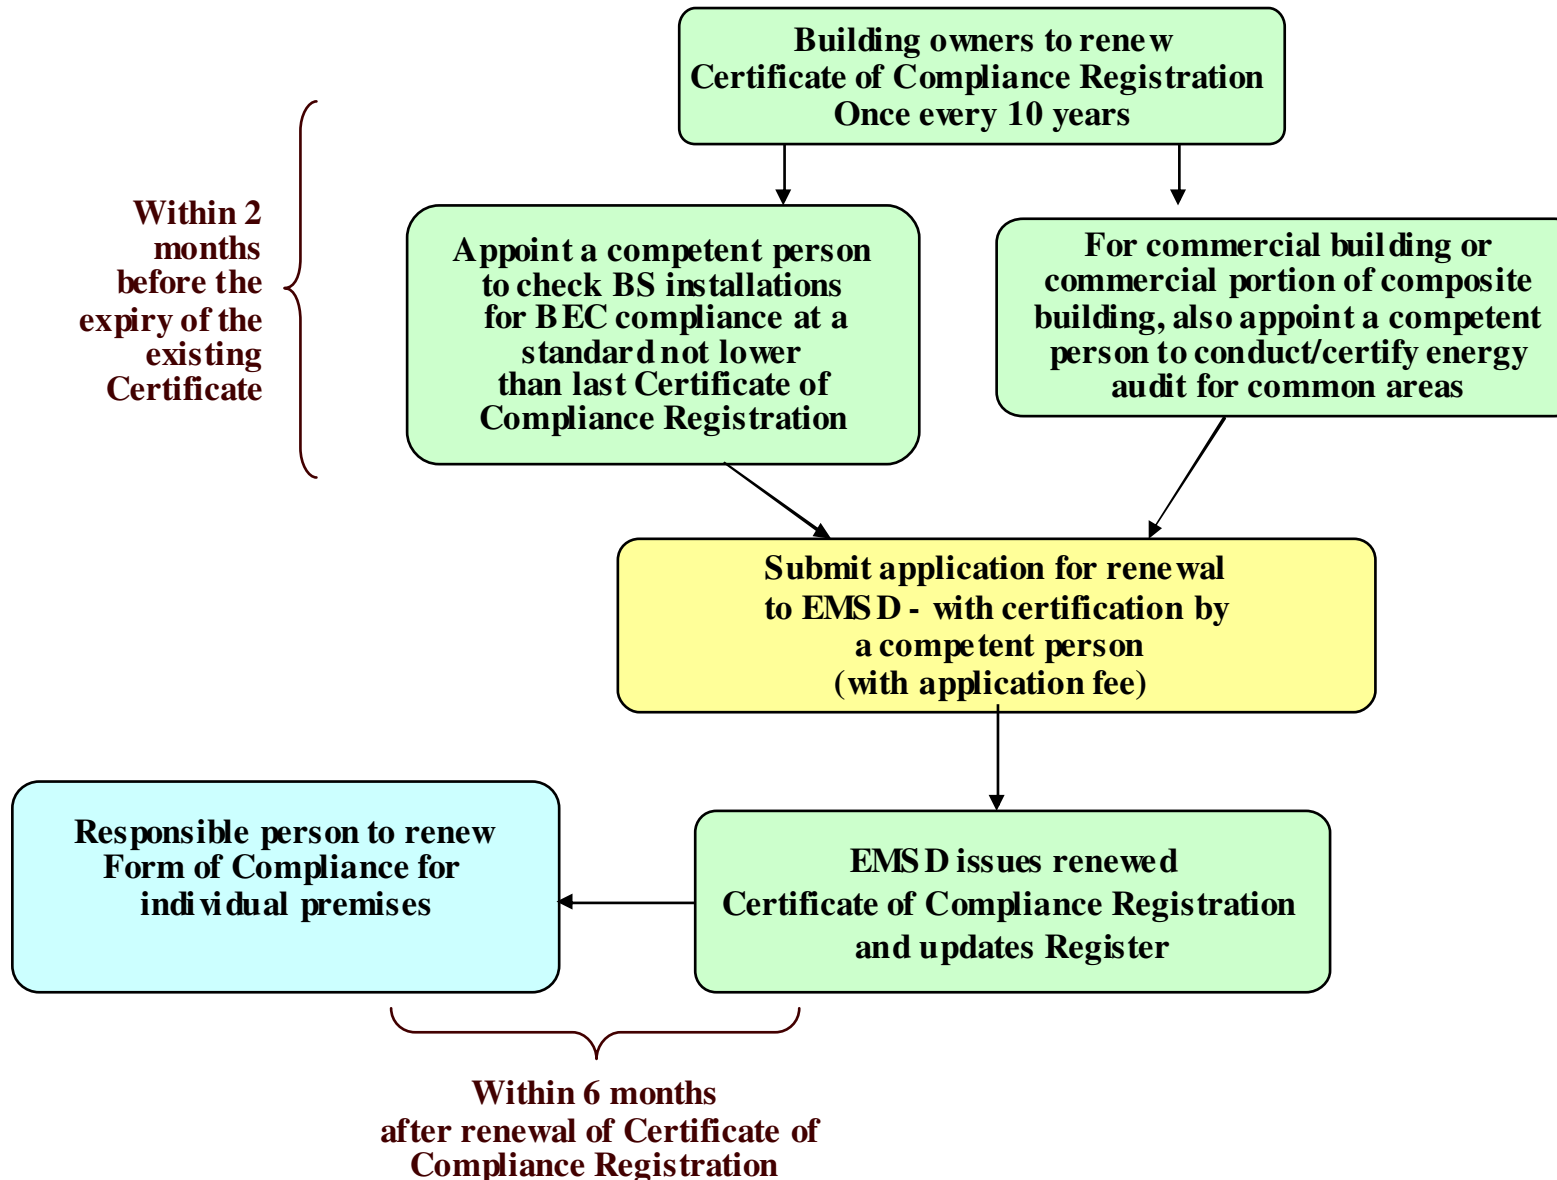 Building owners to renew
Certificate of Compliance Registration
Once every 10 years
Within 2
months
before the
expiry of the
existing
Certificate
Appoint a competent person
to check BS installations
for BEC compliance at a
standard not lower
than last Certificate of
Compliance Registration
For commercial building or
commercial portion of composite
building, also appoint a competent
person to conduct/certify energy
audit for common areas
Submit application for renewal
to EMSD - with certification by
a competent person
(with application fee)
Responsible person to renew
Form of Compliance for
individual premises
EMSD issues renewed
Certificate of Compliance Registration
and updates Register
Within 6 months
after renewal of Certificate of
Compliance Registration